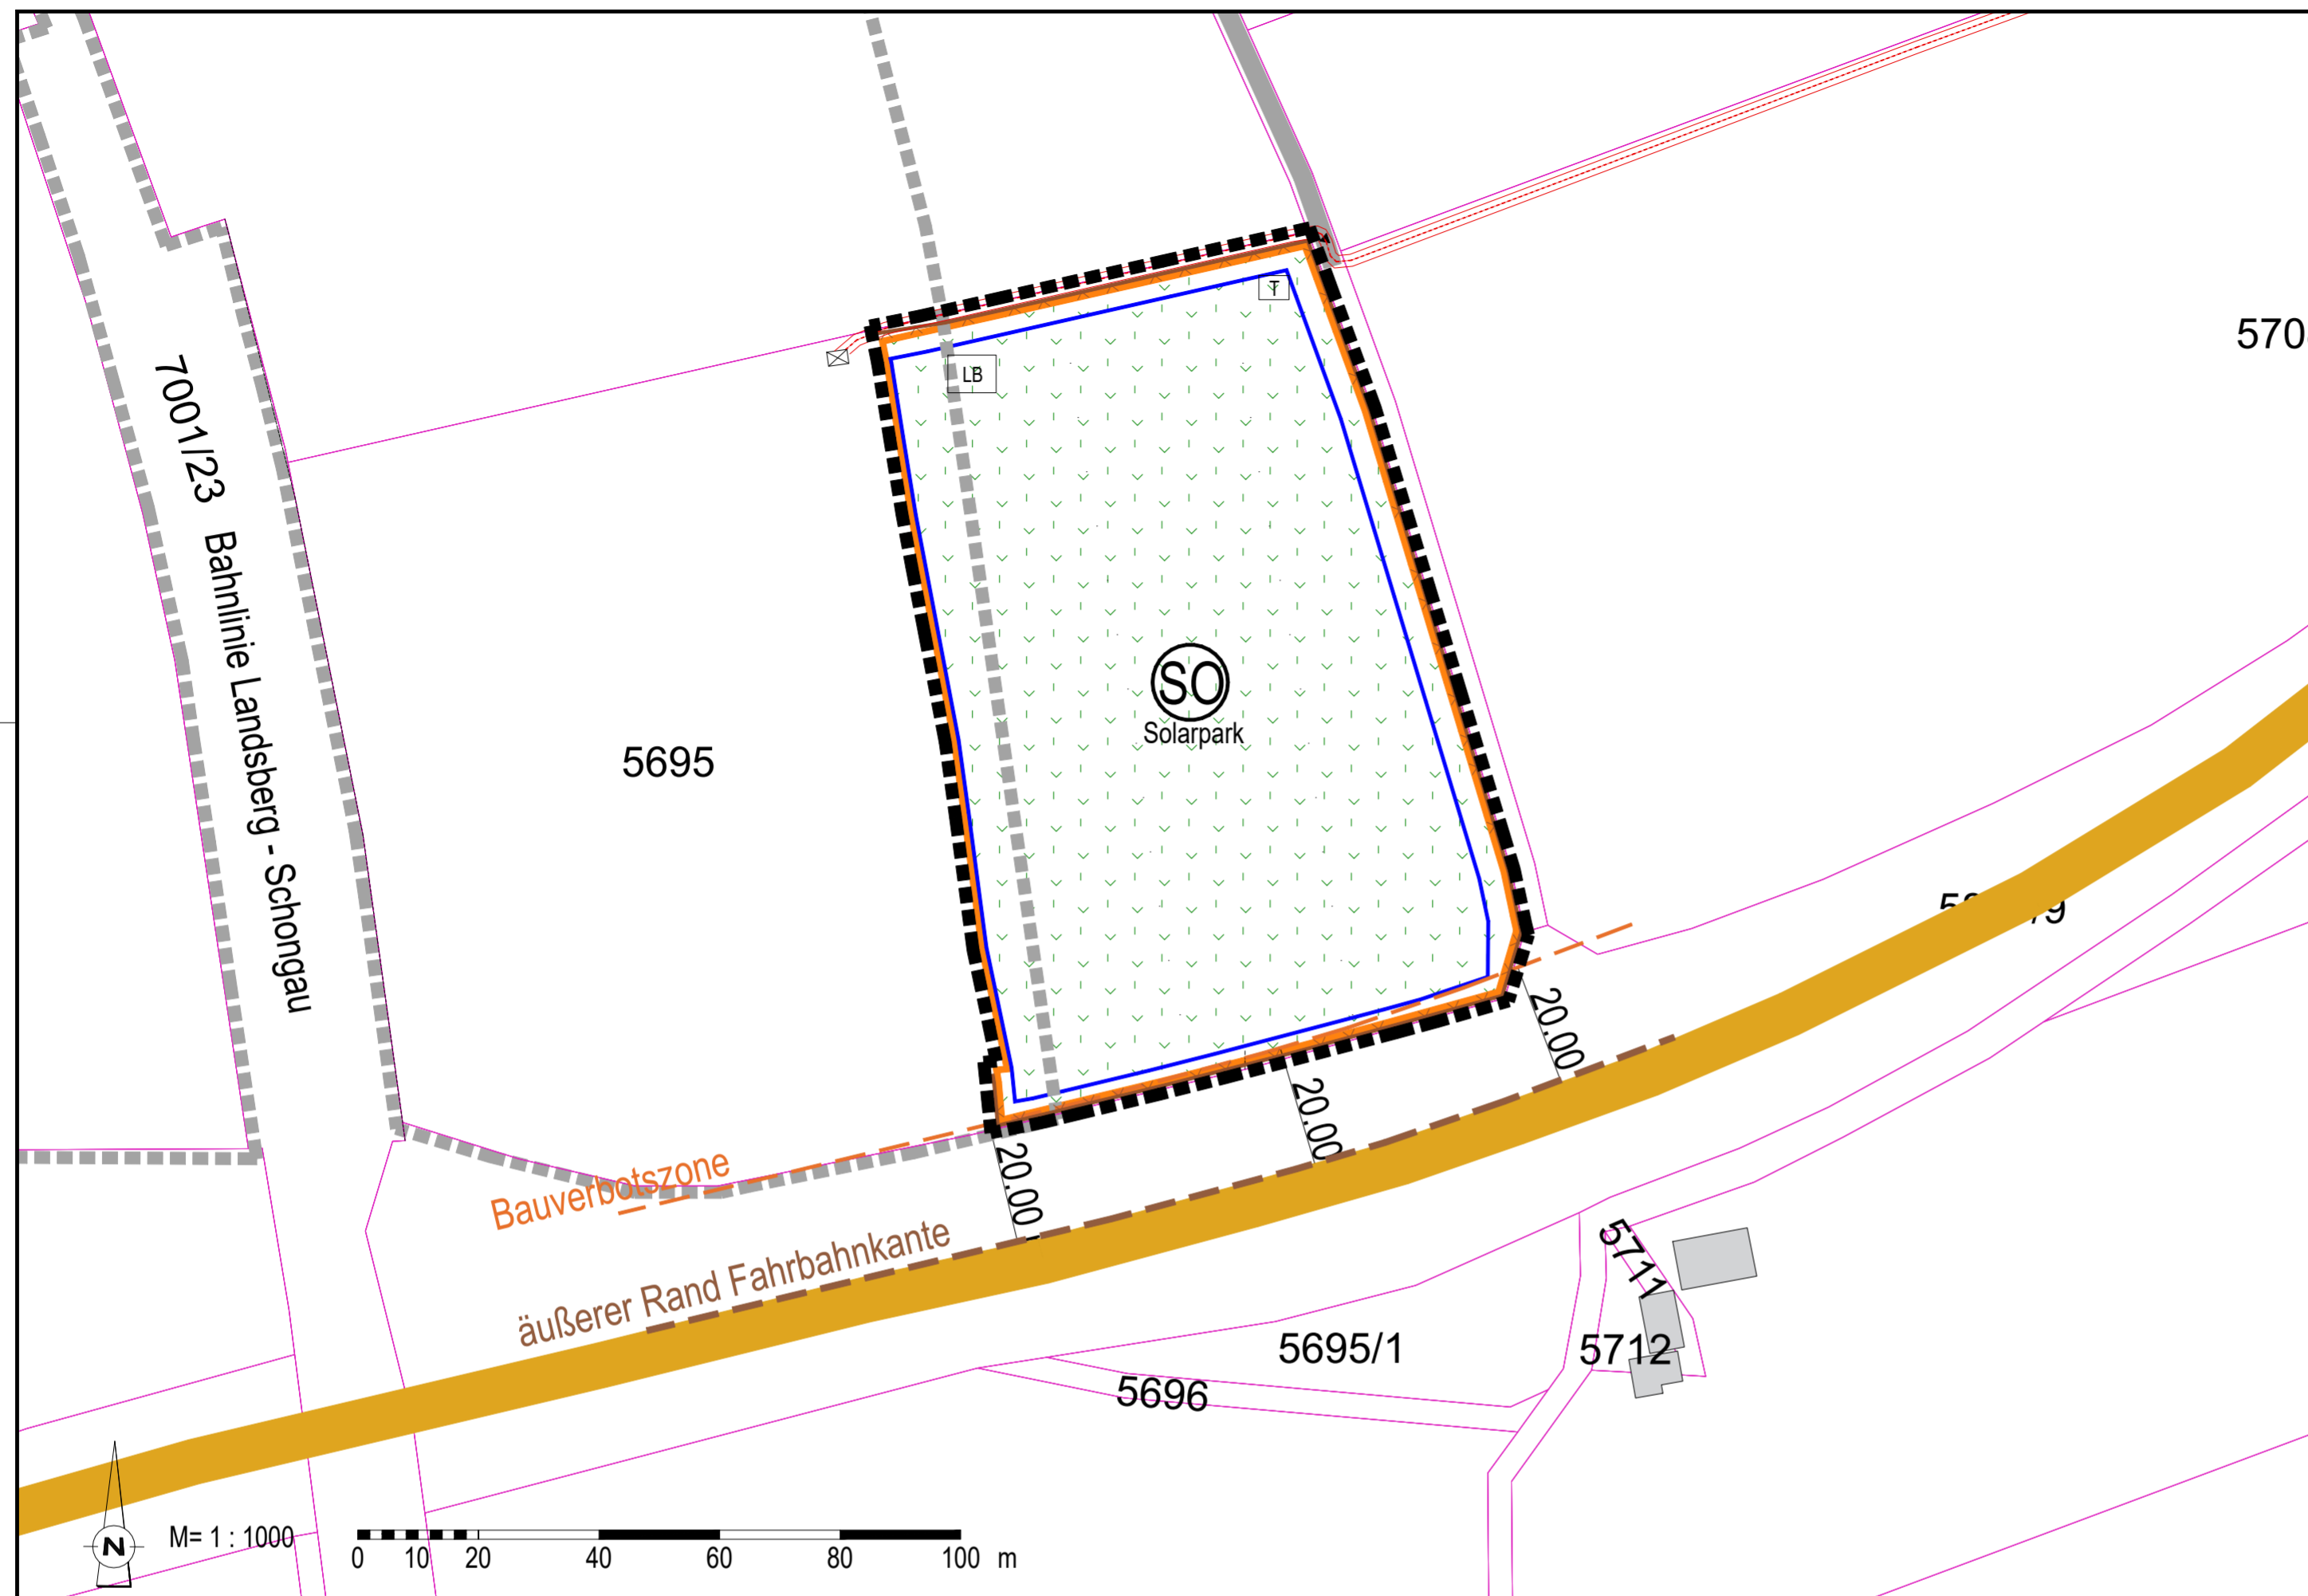 T
LB
7001/23 Bahnlinie Landsberg - Schongau
SO
Solarpark
5695
20.00
20.00
20.00
Bauverbotszone
äußerer Rand Fahrbahnkante
5711
5712
5695/1
5696
N
M= 1 : 1000
0 10 20 40 60 80 100 m